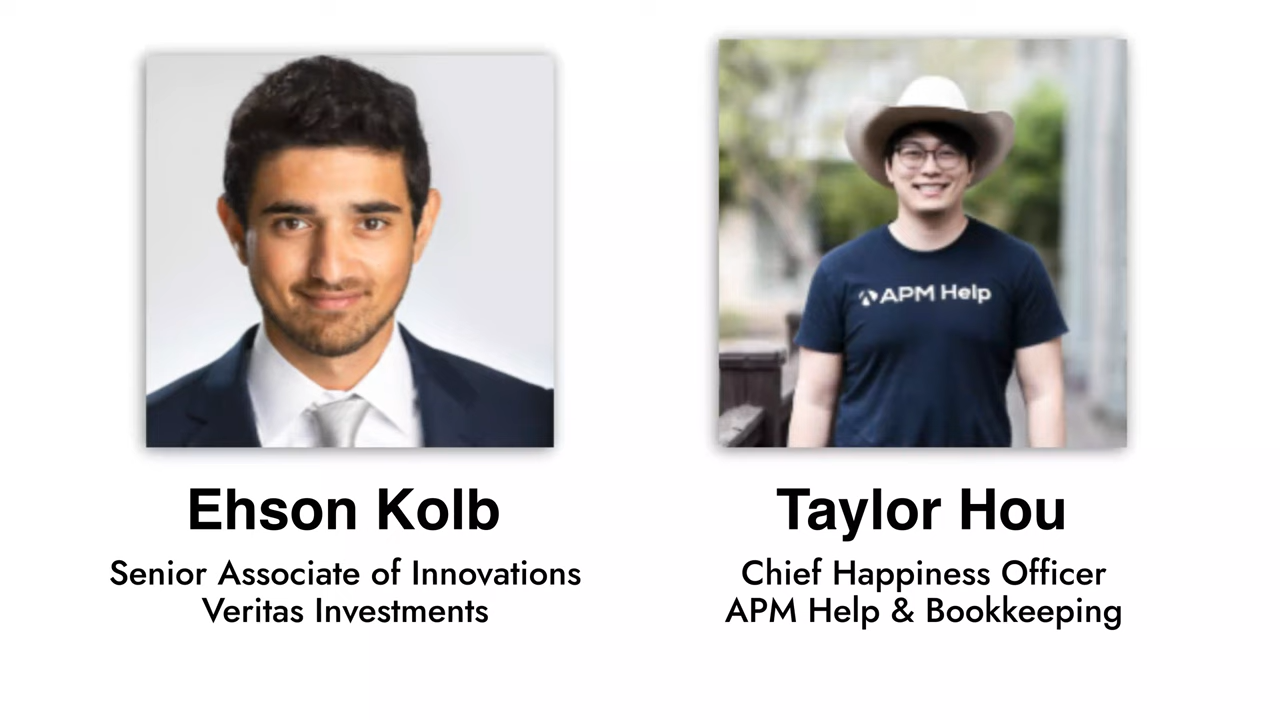 APM Help
Ehson Kolb
Senior Associate of Innovations
Veritas Investments
Taylor Hou
Chief Happiness Officer
APM Help & Bookkeeping